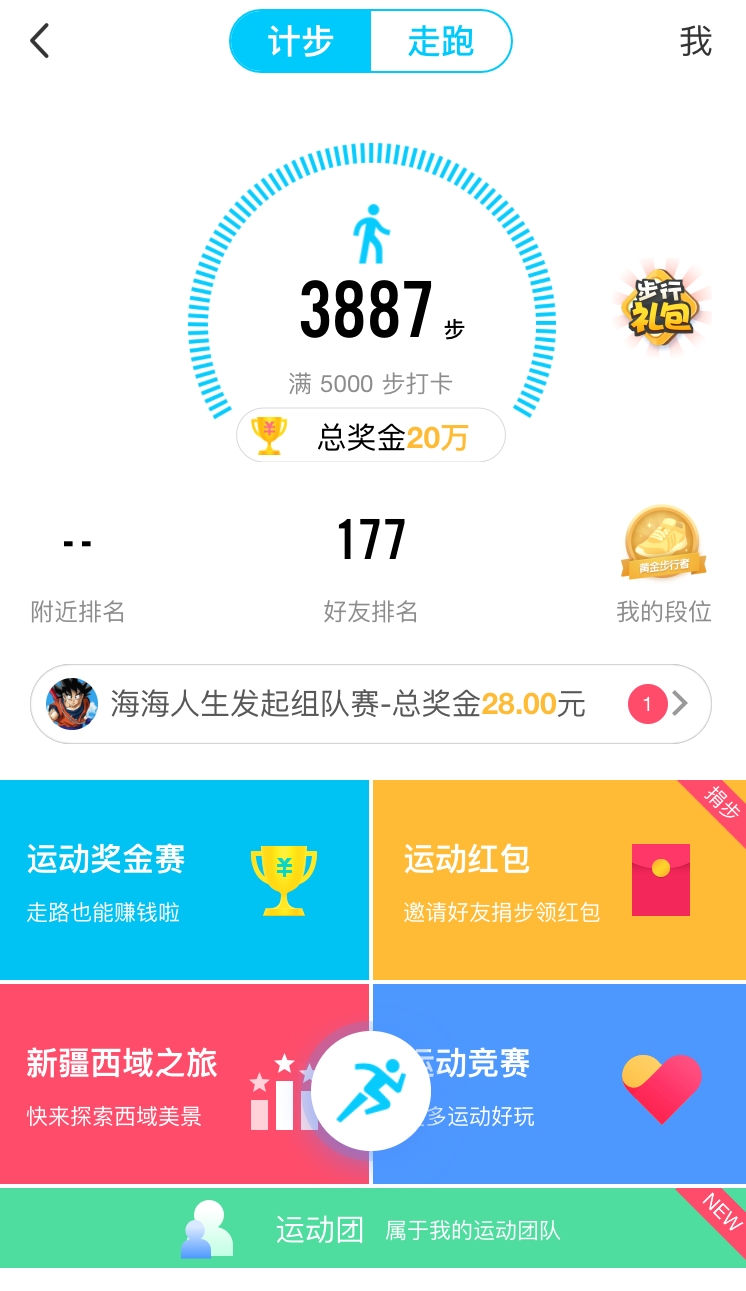 计步
走跑
我
3887 步
满 5000 步打卡
¥ 总奖金20万
步行
礼包
--
177
黄金步行者
附近排名
好友排名
我的段位
海海人生发起组队赛-总奖金28.00元
1
运动奖金赛
走路也能赚钱啦
¥
捐步
运动红包
邀请好友捐步领红包
新疆西域之旅
快来探索西域美景
运动竞赛
多运动好玩
运动团 属于我的运动团队
NEW